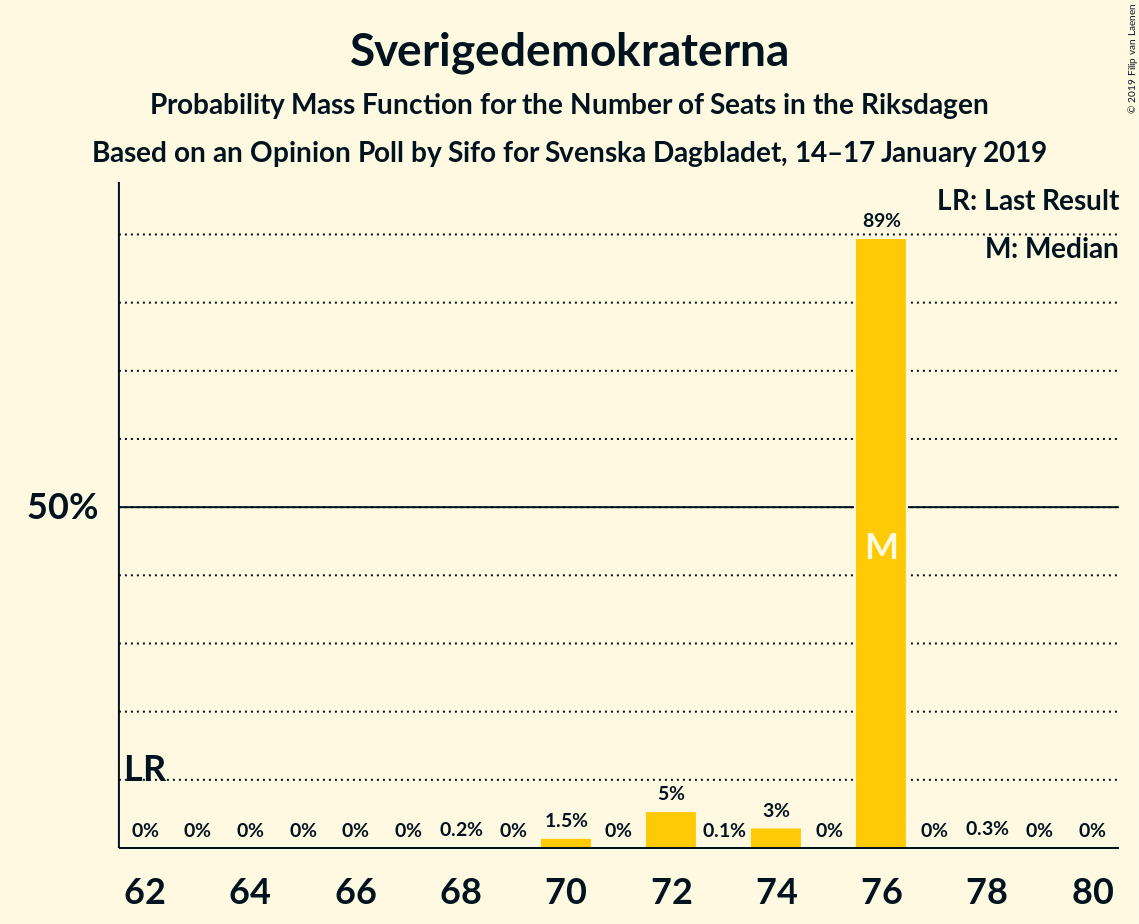 © 2019 Filip van Laenen
Sverigedemokraterna
Probability Mass Function for the Number of Seats in the Riksdagen
Based on an Opinion Poll by Sifo for Svenska Dagbladet, 14–17 January 2019
LR: Last Result
M: Median
89%
50%
M
LR
0% 0% 0% 0% 0% 0% 0.2% 0% 1.5% 0% 5% 0.1% 3% 0% 0% 0.3% 0% 0%
62 64 66 68 70 72 74 76 78 80